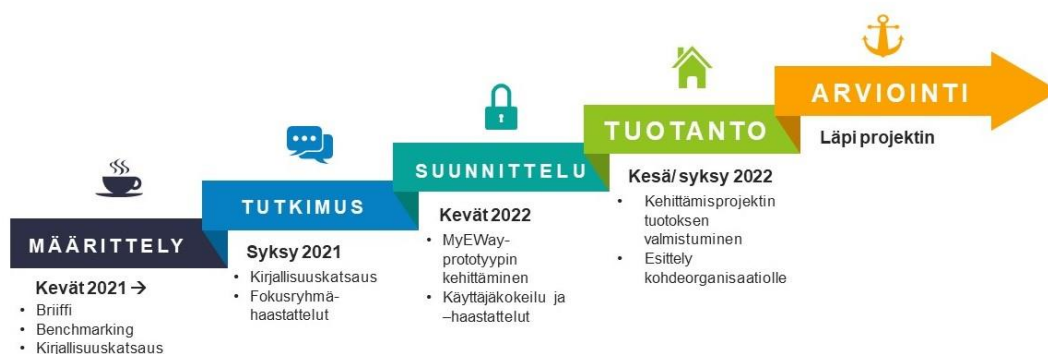 MÄÄRITTELY
Kevät 2021 →
• Briiffi
• Benchmarking
• Kirjallisuuskatsaus
TUTKIMUS
Syksy 2021
• Kirjallisuuskatsaus
• Fokusryhmä-
haastattelut
SUUNNITTELU
Kevät 2022
• MyEWay-
prototyypin
kehittäminen
• Käyttäjäkokeilu ja
–haastattelut
TUOTANTO
Kesä/ syksy 2022
• Kehittämisprojektin
tuotoksen
valmistuminen
• Esittely
kohdeorganisaatiolle
ARVIOINTI
Läpi projektin